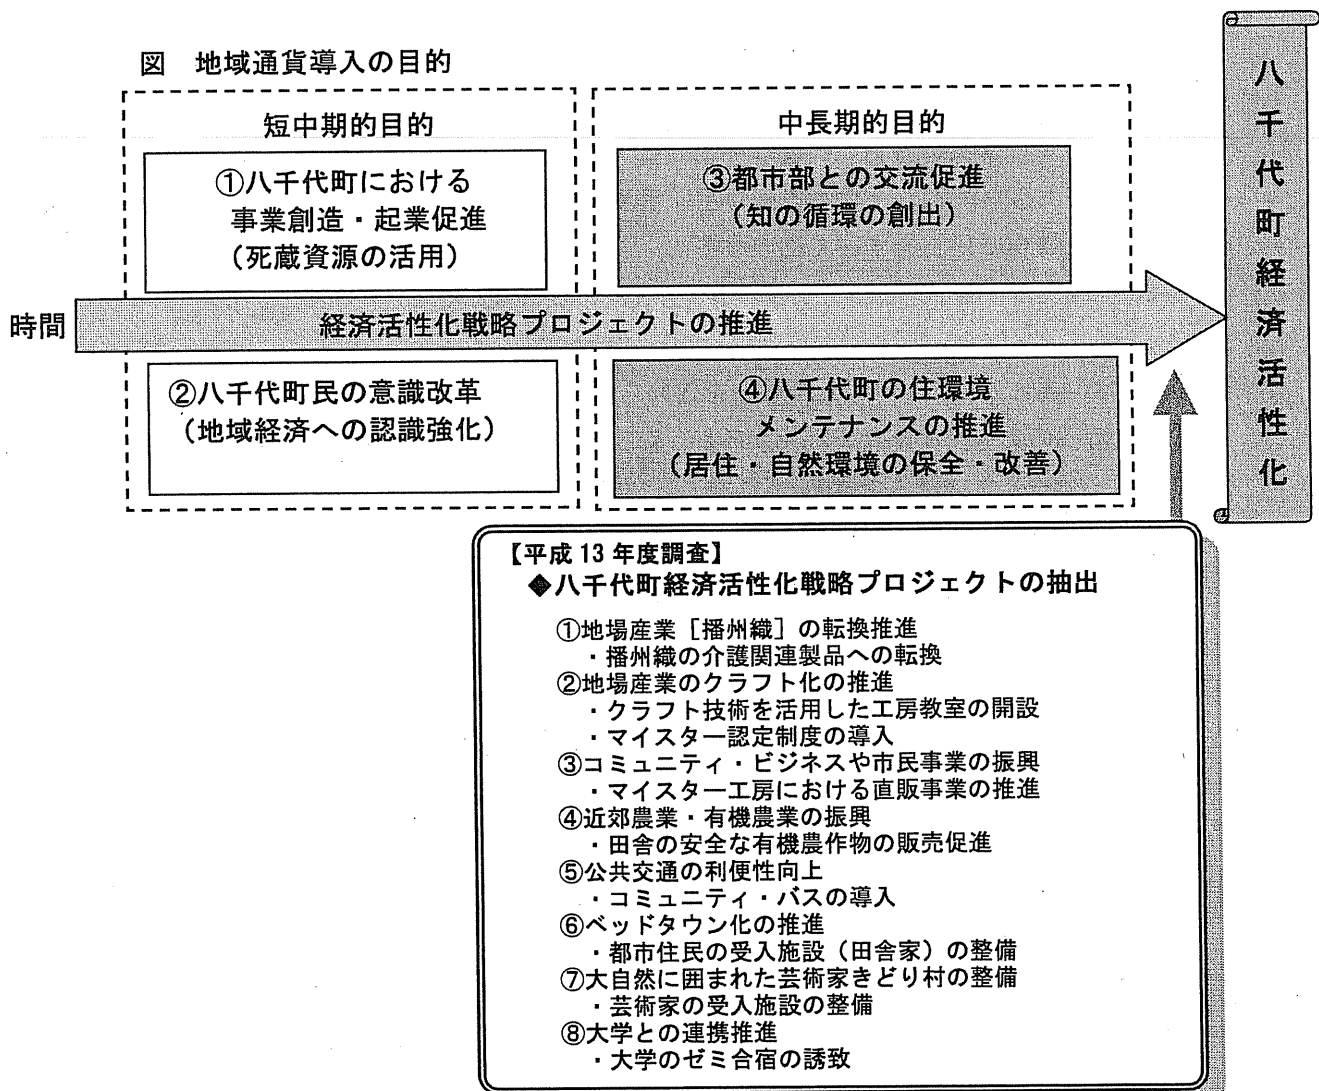 図　地域通貨導入の目的
短中期的目的
①八千代町における
事業創造・起業促進
（死蔵資源の活用）
中長期的目的
③都市部との交流促進
（知の循環の創出）
時間
経済活性化戦略プロジェクトの推進
②八千代町民の意識改革
（地域経済への認識強化）
④八千代町の住環境
メンテナンスの推進
（居住・自然環境の保全・改善）
八千代町経済活性化
【平成13年度調査】
◆八千代町経済活性化戦略プロジェクトの抽出
①地場産業［播州織］の転換推進
・播州織の介護関連製品への転換
②地場産業のクラフト化の推進
・クラフト技術を活用した工房教室の開設
・マイスター認定制度の導入
③コミュニティ・ビジネスや市民事業の振興
・マイスター工房における直販事業の推進
④近郊農業・有機農業の振興
・田舎の安全な有機農作物の販売促進
⑤公共交通の利便性向上
・コミュニティ・バスの導入
⑥ベッドタウン化の推進
・都市住民の受入施設（田舎家）の整備
⑦大自然に囲まれた芸術家きどり村の整備
・芸術家の受入施設の整備
⑧大学との連携推進
・大学のゼミ合宿の誘致